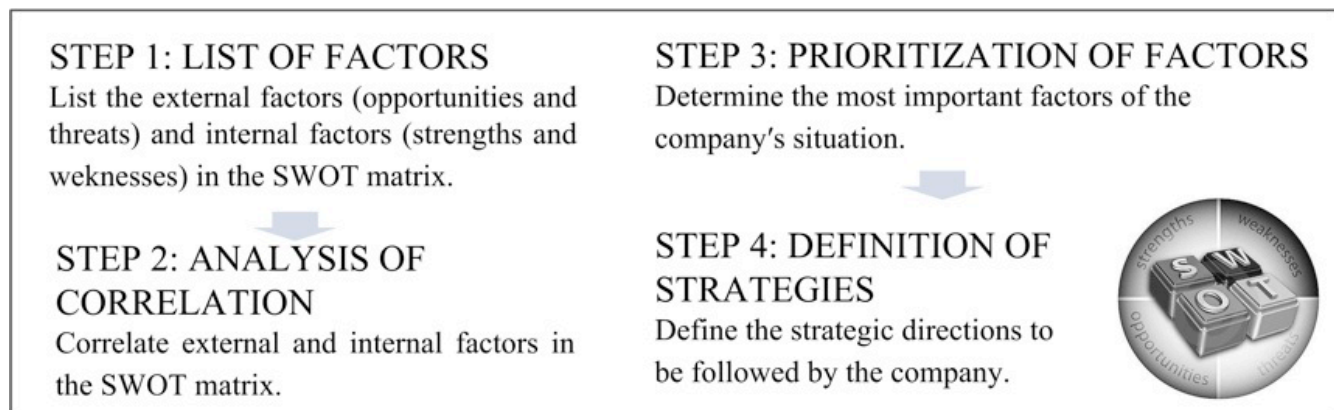 STEP 1: LIST OF FACTORS
List the external factors (opportunities and
threats) and internal factors (strengths and
weknesses) in the SWOT matrix.
STEP 2: ANALYSIS OF
CORRELATION
Correlate external and internal factors in
the SWOT matrix.
STEP 3: PRIORITIZATION OF FACTORS
Determine the most important factors of the
company's situation.
STEP 4: DEFINITION OF
STRATEGIES
Define the strategic directions to
be followed by the company.
strengths
weaknesses
S W
O T
opportunities
threats